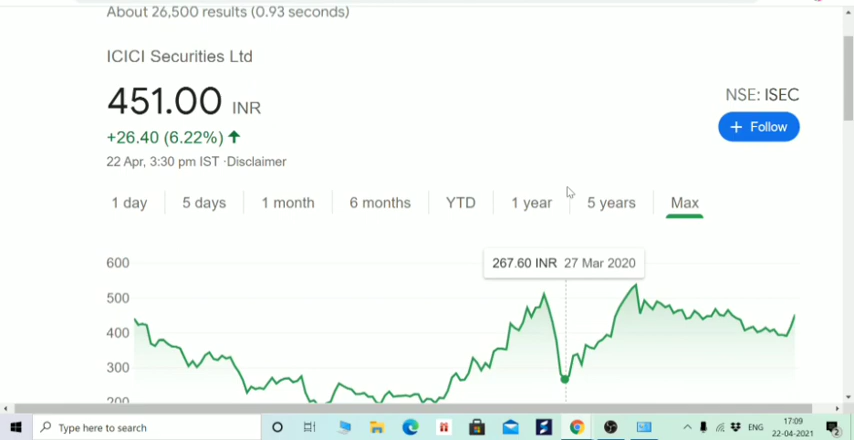 About 26,500 results (0.93 seconds)
ICICI Securities Ltd
451.00 INR
NSE: ISEC
+26.40 (6.22%)
+ Follow
22 Apr, 3:30 pm IST ·Disclaimer
1 day 5 days 1 month 6 months YTD 1 year 5 years Max
267.60 INR 27 Mar 2020
600
500
400
300
200
Type here to search
ENG
17:09
22-04-2021
2